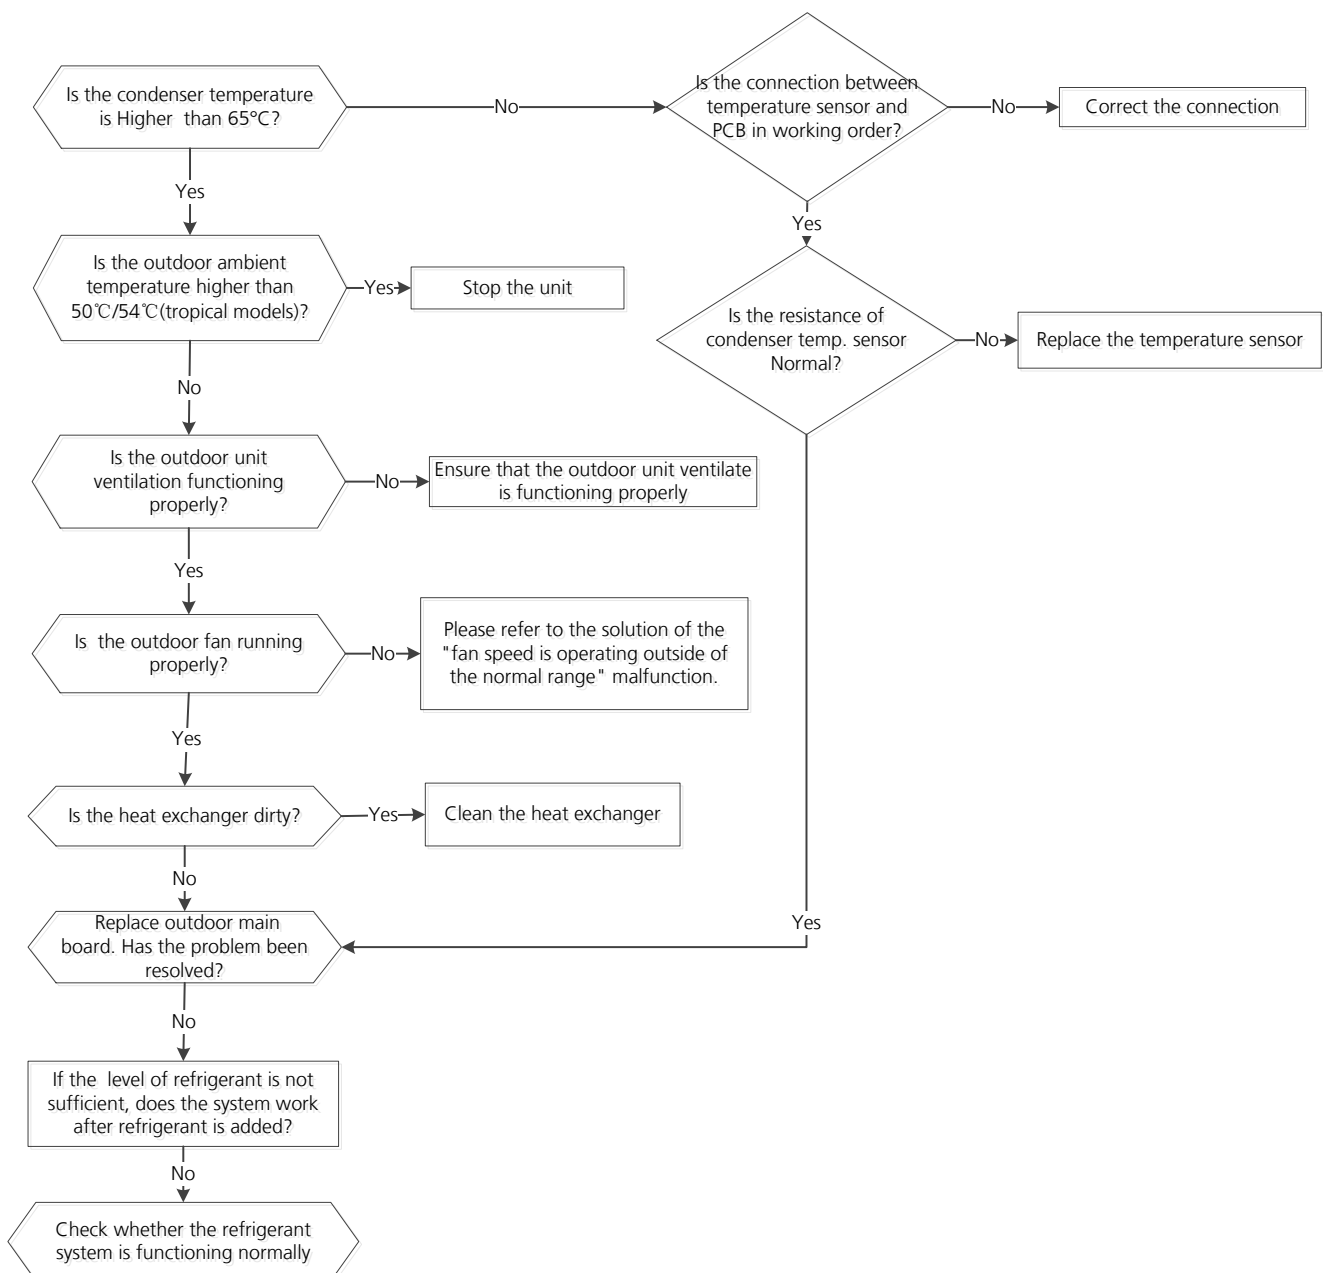 Is the condenser temperature
is Higher  than 65°C?
No
Is the connection between
temperature sensor and
PCB in working order?
No
Correct the connection
Yes
Yes
Is the outdoor ambient
temperature higher than
50℃/54℃(tropical models)?
Yes
Stop the unit
Is the resistance of
condenser temp. sensor
Normal?
No
Replace the temperature sensor
No
Is the outdoor unit
ventilation functioning
properly?
No
Ensure that the outdoor unit ventilate
is functioning properly
Yes
Is  the outdoor fan running
properly?
No
Please refer to the solution of the
"fan speed is operating outside of
the normal range" malfunction.
Yes
Is the heat exchanger dirty?
Yes
Clean the heat exchanger
No
Yes
Replace outdoor main
board. Has the problem been
resolved?
No
If the  level of refrigerant is not
sufficient, does the system work
after refrigerant is added?
No
Check whether the refrigerant
system is functioning normally